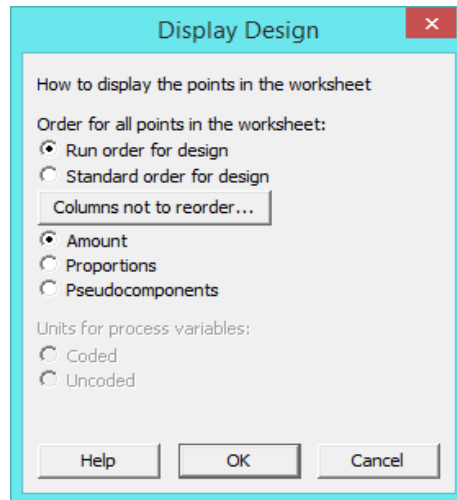 Display Design
How to display the points in the worksheet
Order for all points in the worksheet:
Run order for design
Standard order for design
Columns not to reorder...
Amount
Proportions
Pseudocomponents
Units for process variables:
Coded
Uncoded
Help OK Cancel